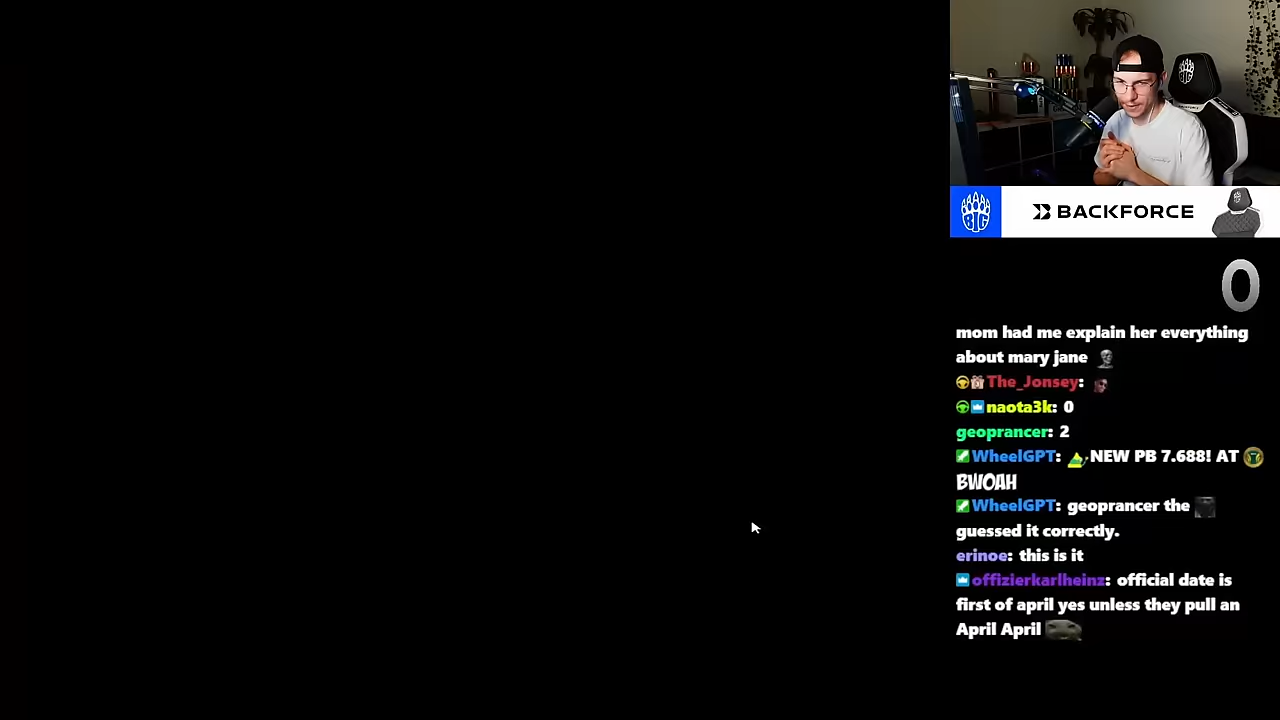 BIG
BACKFORCE
0
mom had me explain her everything
about mary jane
The_Jonsey:
naota3k: 0
geoprancer: 2
WheelGPT: NEW PB 7.688! AT
BWOAH
WheelGPT: geoprancer the
guessed it correctly.
erinoe: this is it
offizierkarlheinz: official date is
first of april yes unless they pull an
April April